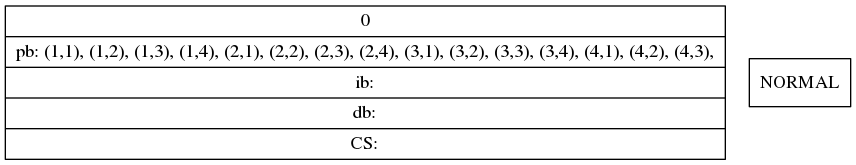 0
pb: (1,1), (1,2), (1,3), (1,4), (2,1), (2,2), (2,3), (2,4), (3,1), (3,2), (3,3), (3,4), (4,1), (4,2), (4,3),
ib:
db:
CS:
NORMAL